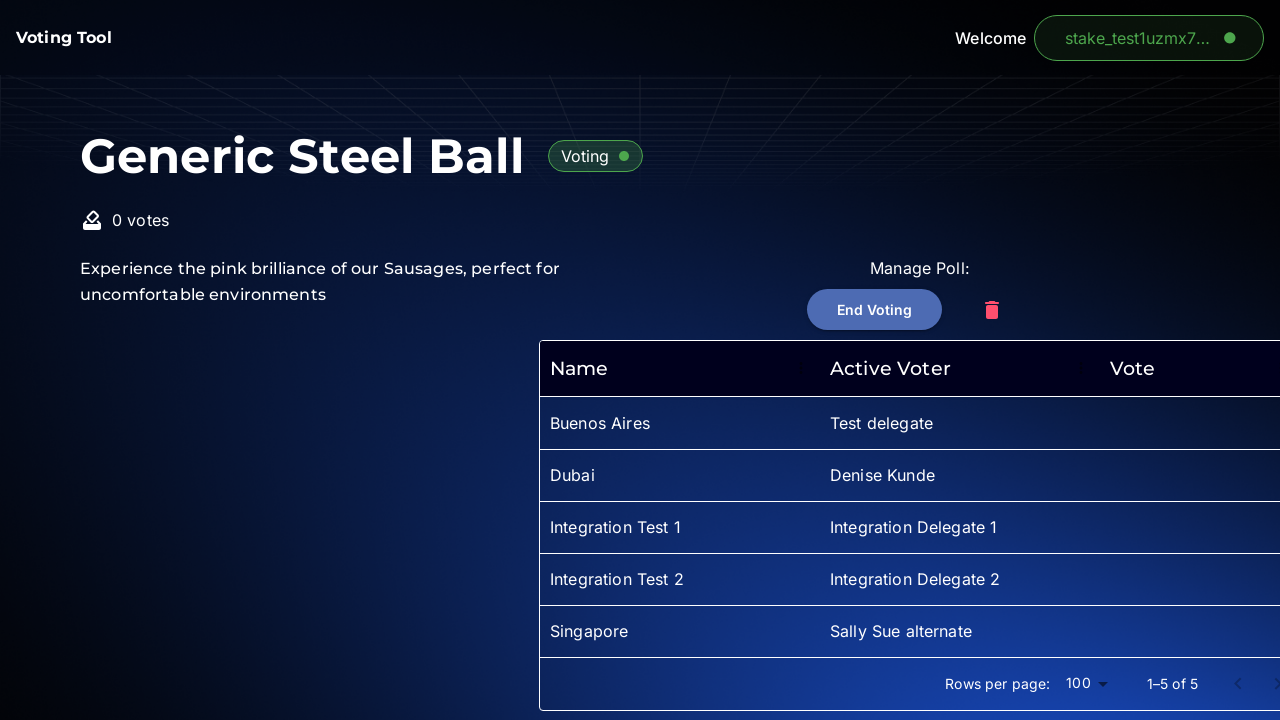 Voting Tool
Welcome
stake_test1uzmx7...
Generic Steel Ball
Voting
0 votes
Experience the pink brilliance of our Sausages, perfect for
uncomfortable environments
Manage Poll:
End Voting
Name Active Voter Vote
Buenos Aires Test delegate
Dubai Denise Kunde
Integration Test 1 Integration Delegate 1
Integration Test 2 Integration Delegate 2
Singapore Sally Sue alternate
Rows per page: 100 1–5 of 5